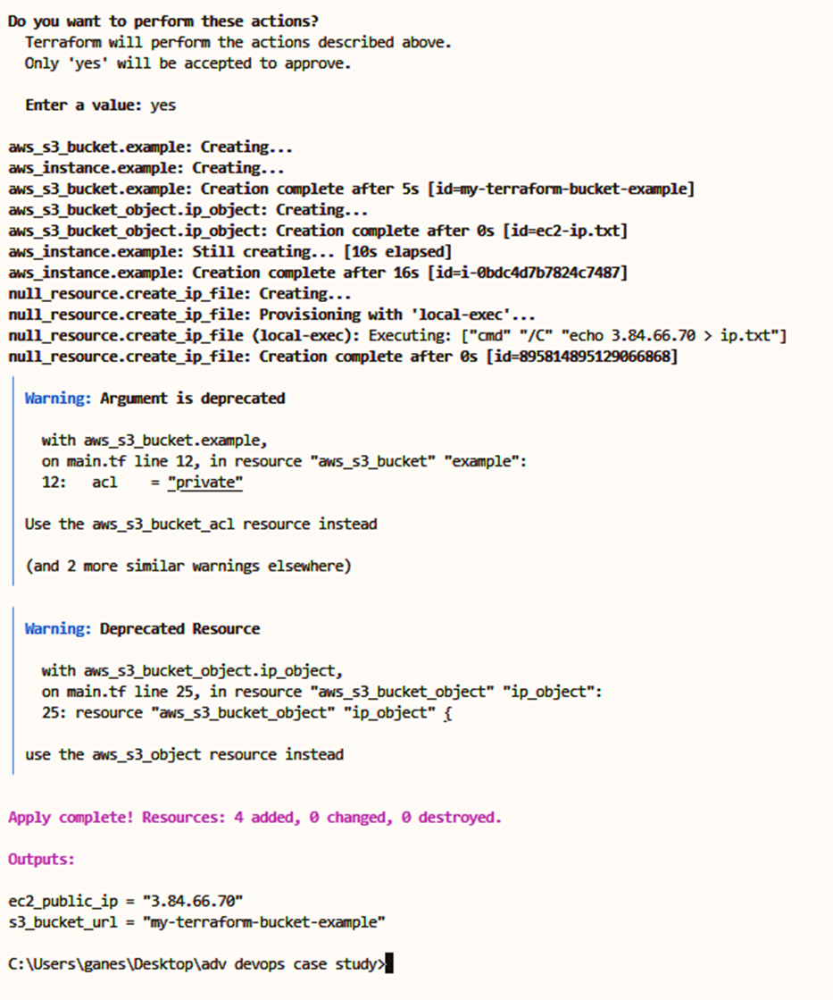 Do you want to perform these actions?
Terraform will perform the actions described above.
Only 'yes' will be accepted to approve.
Enter a value: yes
aws_s3_bucket.example: Creating...
aws_instance.example: Creating...
aws_s3_bucket.example: Creation complete after 5s [id=my-terraform-bucket-example]
aws_s3_bucket_object.ip_object: Creating...
aws_s3_bucket_object.ip_object: Creation complete after 0s [id=ec2-ip.txt]
aws_instance.example: Still creating... [10s elapsed]
aws_instance.example: Creation complete after 16s [id=i-0bdc4d7b7824c7487]
null_resource.create_ip_file: Creating...
null_resource.create_ip_file: Provisioning with 'local-exec'...
null_resource.create_ip_file (local-exec): Executing: ["cmd" "/C" "echo 3.84.66.70 > ip.txt"]
null_resource.create_ip_file: Creation complete after 0s [id=895814895129066868]
Warning: Argument is deprecated
with aws_s3_bucket.example,
on main.tf line 12, in resource "aws_s3_bucket" "example":
12:   acl    = "private"
Use the aws_s3_bucket_acl resource instead
(and 2 more similar warnings elsewhere)
Warning: Deprecated Resource
with aws_s3_bucket_object.ip_object,
on main.tf line 25, in resource "aws_s3_bucket_object" "ip_object":
25: resource "aws_s3_bucket_object" "ip_object" {
use the aws_s3_object resource instead
Apply complete! Resources: 4 added, 0 changed, 0 destroyed.
Outputs:
ec2_public_ip = "3.84.66.70"
s3_bucket_url = "my-terraform-bucket-example"
C:\Users\ganes\Desktop\adv devops case study>